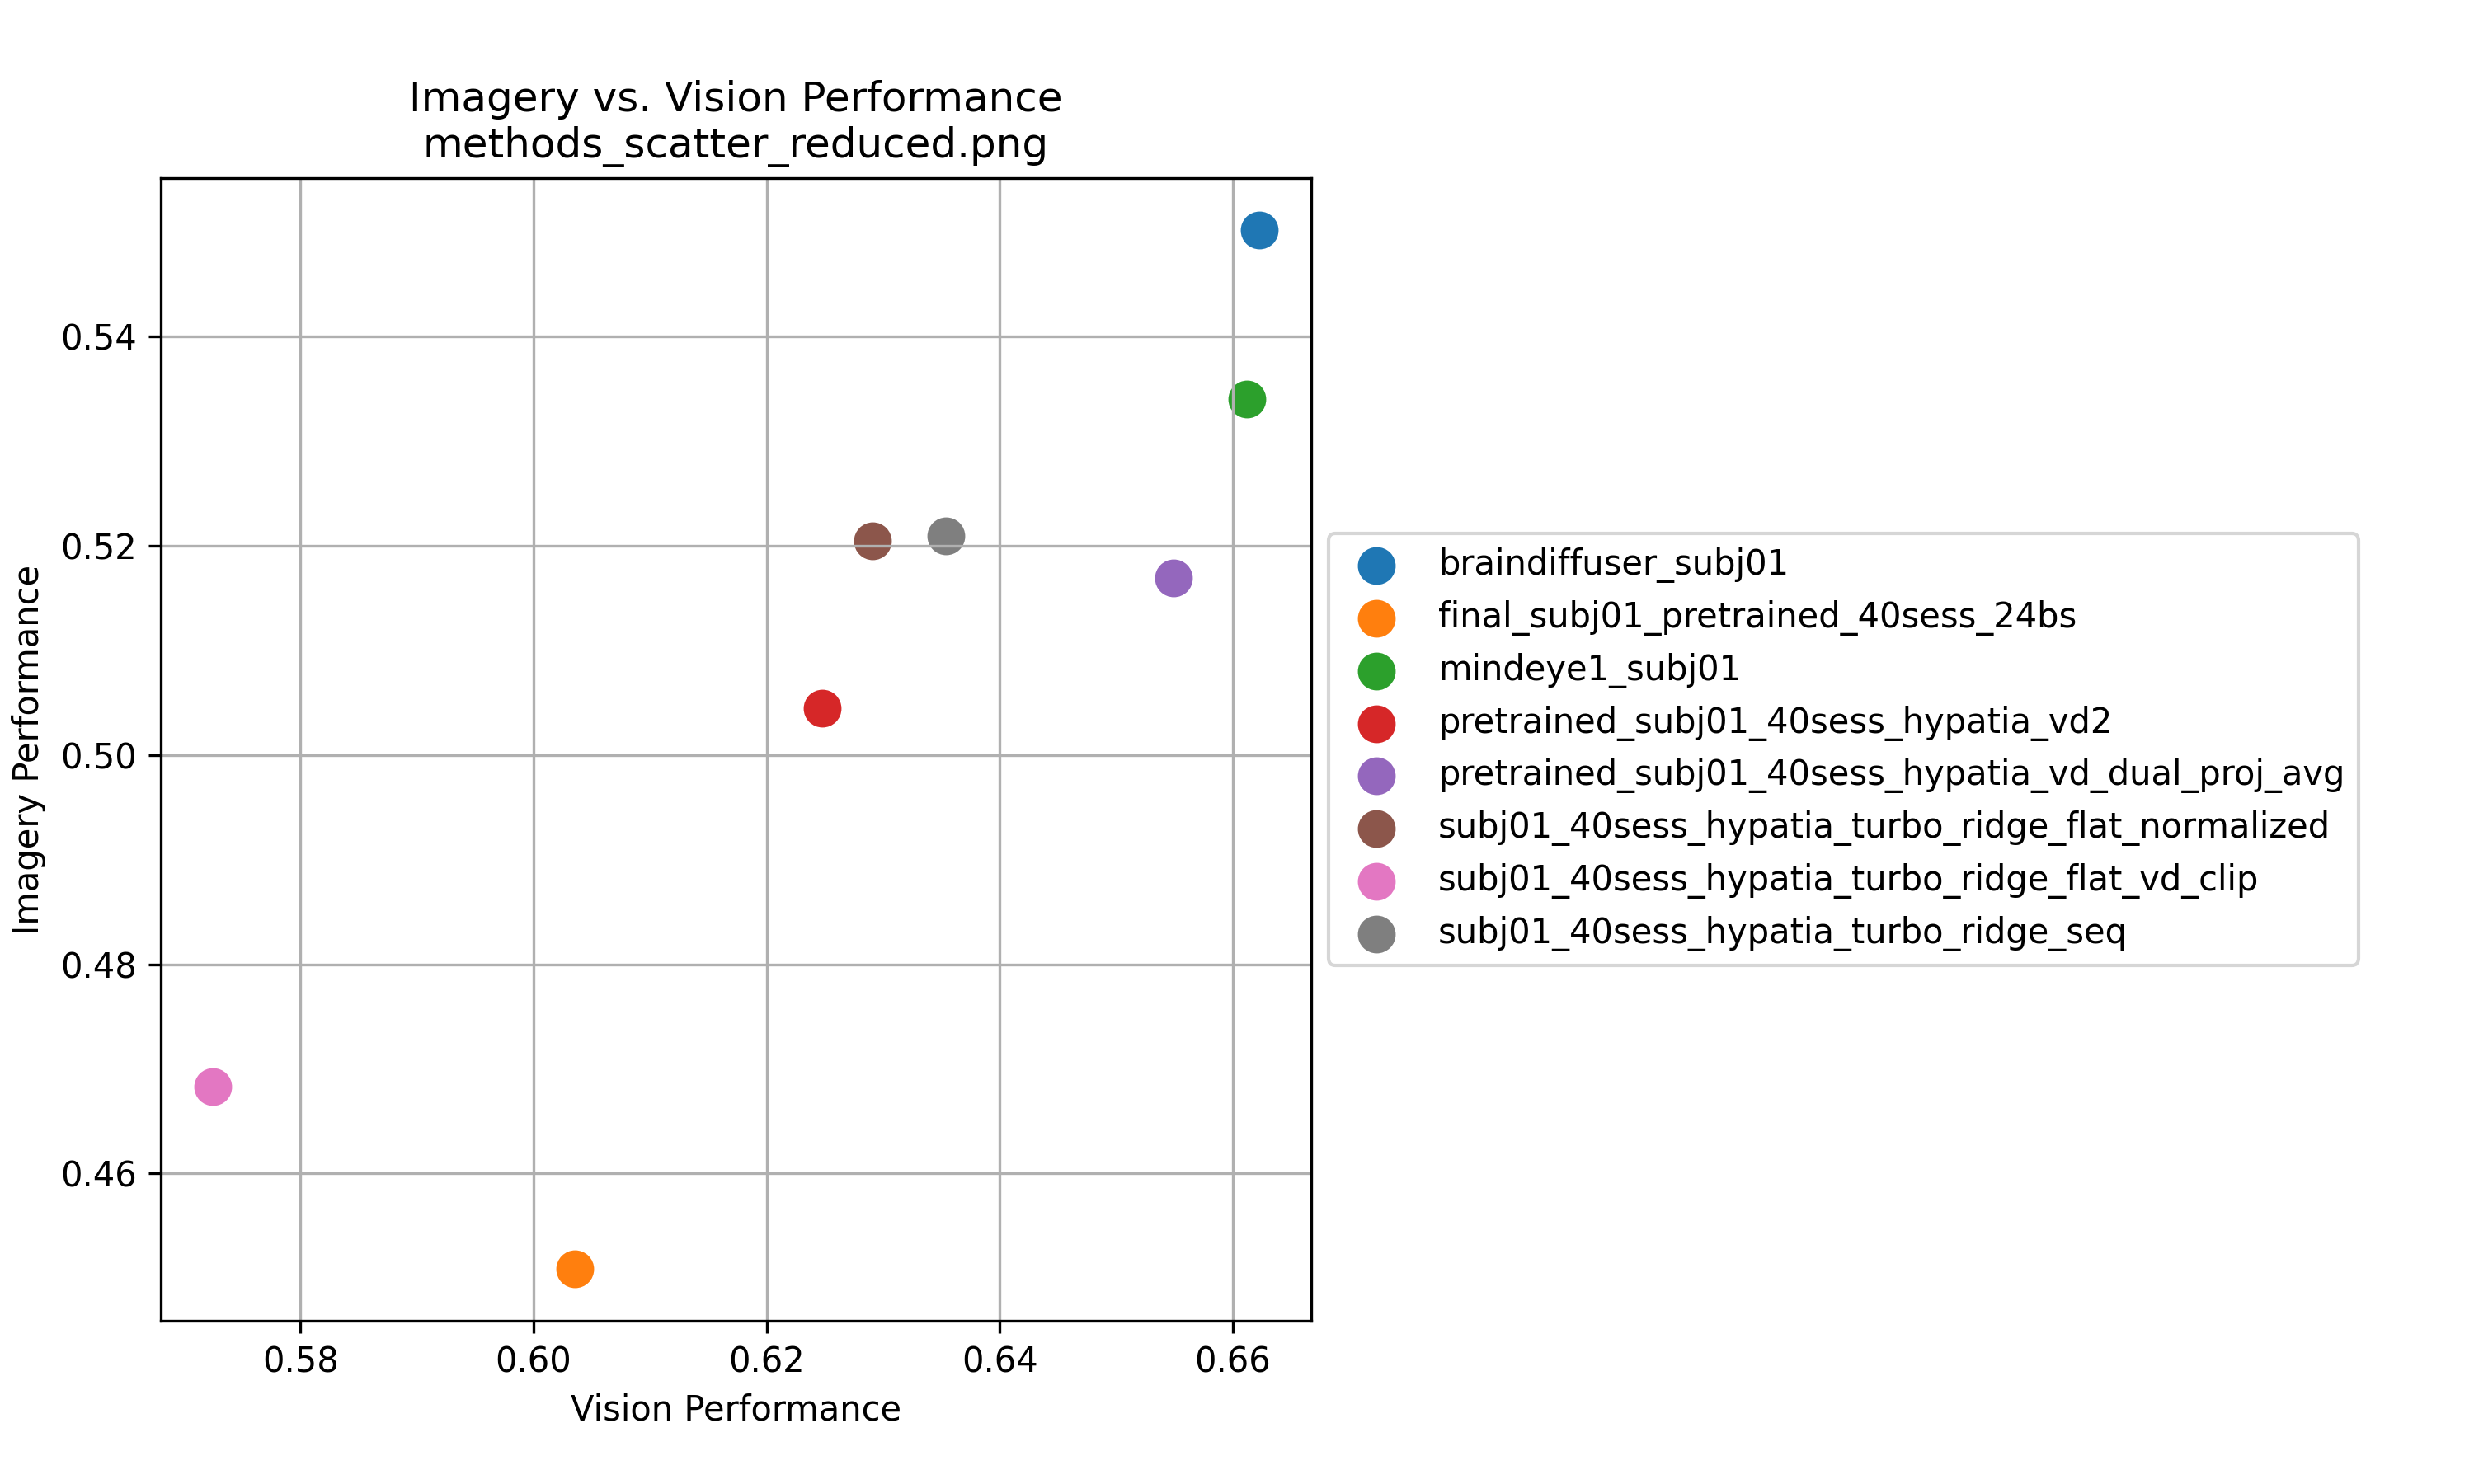 Imagery vs. Vision Performance
methods_scatter_reduced.png
Imagery Performance
0.54
0.52
0.50
0.48
0.46
0.58
0.60
0.62
0.64
0.66
Vision Performance
braindiffuser_subj01
final_subj01_pretrained_40sess_24bs
mindeye1_subj01
pretrained_subj01_40sess_hypatia_vd2
pretrained_subj01_40sess_hypatia_vd_dual_proj_avg
subj01_40sess_hypatia_turbo_ridge_flat_normalized
subj01_40sess_hypatia_turbo_ridge_flat_vd_clip
subj01_40sess_hypatia_turbo_ridge_seq